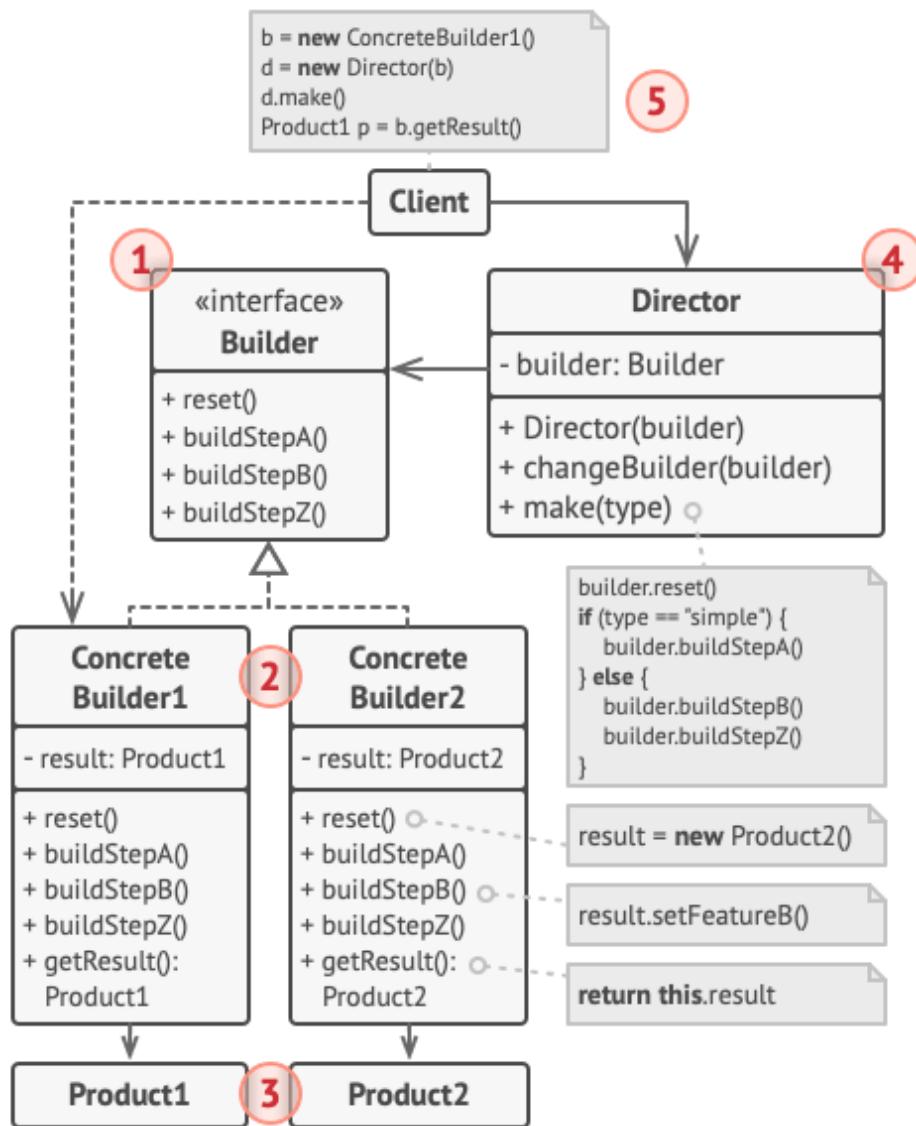 b = new ConcreteBuilder1()
d = new Director(b)
d.make()
Product1 p = b.getResult()
5
Client
1
«interface»
Builder
+ reset()
+ buildStepA()
+ buildStepB()
+ buildStepZ()
4
Director
- builder: Builder
+ Director(builder)
+ changeBuilder(builder)
+ make(type)
builder.reset()
if (type == "simple") {
builder.buildStepA()
} else {
builder.buildStepB()
builder.buildStepZ()
}
Concrete
Builder1
- result: Product1
+ reset()
+ buildStepA()
+ buildStepB()
+ buildStepZ()
+ getResult():
Product1
2
Concrete
Builder2
- result: Product2
+ reset()
+ buildStepA()
+ buildStepB()
+ buildStepZ()
+ getResult():
Product2
result = new Product2()
result.setFeatureB()
return this.result
Product1
3
Product2